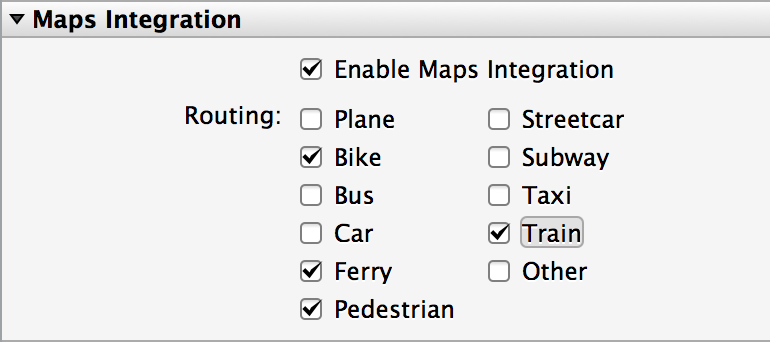 Maps Integration
Enable Maps Integration
Routing:
Plane
Streetcar
Bike
Subway
Bus
Taxi
Car
Train
Ferry
Other
Pedestrian